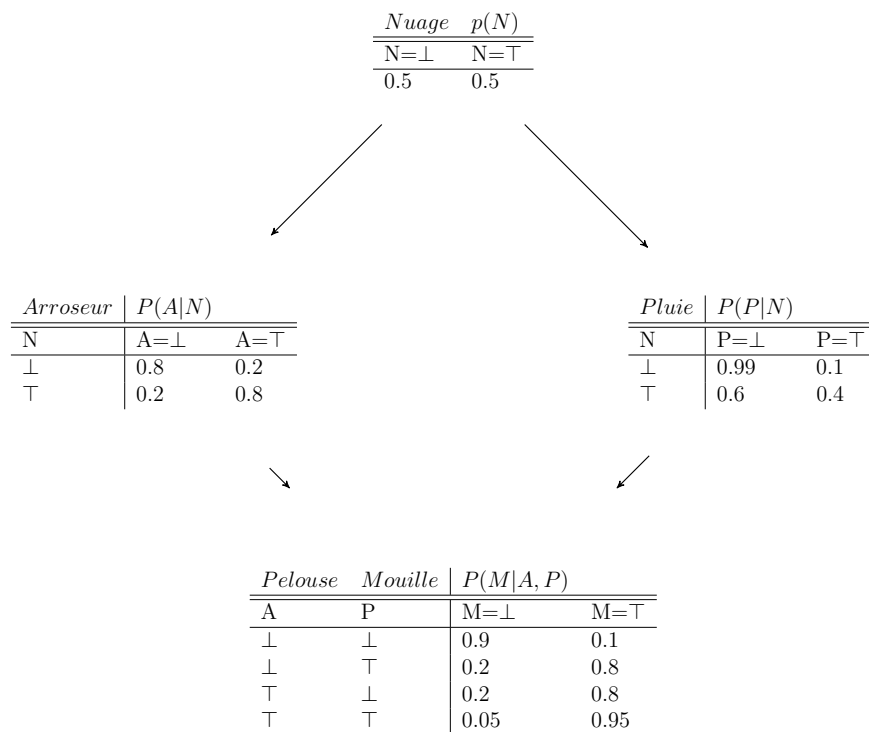 Nuage p(N)
N=⊥ N=⊤
0.5 0.5
Arroseur P(A|N)
N A=⊥ A=⊤
⊥ 0.8 0.2
⊤ 0.2 0.8
Pluie P(P|N)
N P=⊥ P=⊤
⊥ 0.99 0.1
⊤ 0.6 0.4
Pelouse Mouille P(M|A, P)
A P M=⊥ M=⊤
⊥ ⊥ 0.9 0.1
⊥ ⊤ 0.2 0.8
⊤ ⊥ 0.2 0.8
⊤ ⊤ 0.05 0.95